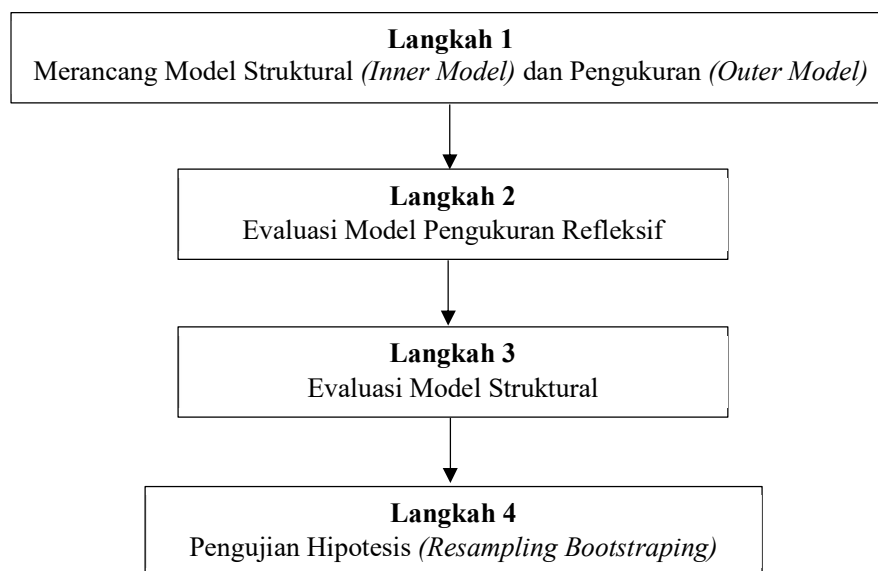 Langkah 1
Merancang Model Struktural (Inner Model) dan Pengukuran (Outer Model)
Langkah 2
Evaluasi Model Pengukuran Refleksif
Langkah 3
Evaluasi Model Struktural
Langkah 4
Pengujian Hipotesis (Resampling Bootstraping)